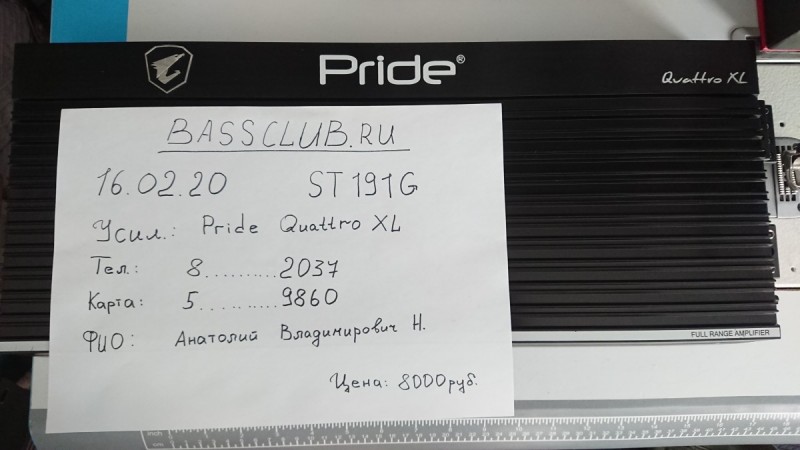 Pride®
Quattro XL
BASSCLUB.RU
16.02.20 ST191G
Усил.: Pride Quattro XL
Тел.: 8..........2037
Карта: 5..........9860
ФИО: Анатолий Владимирович Н.
Цена: 8000руб.
FULL RANGE AMPLIFIER